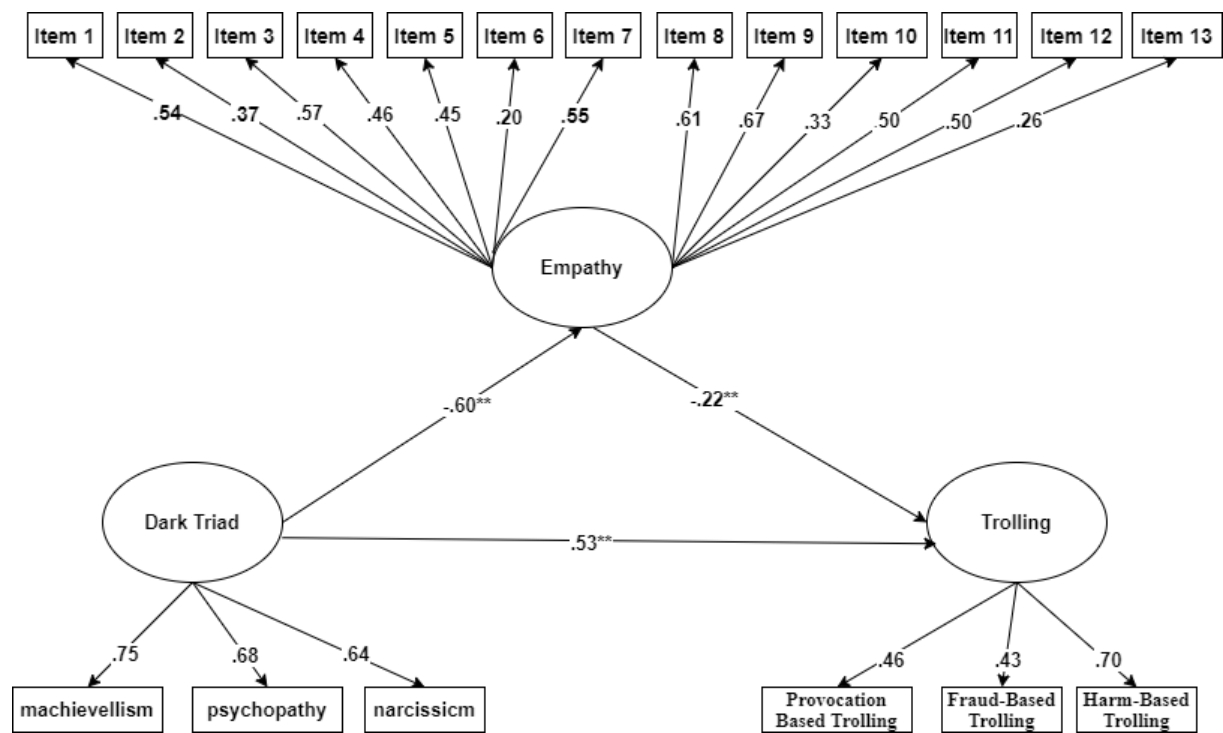 Item 1 Item 2 Item 3 Item 4 Item 5 Item 6 Item 7 Item 8 Item 9 Item 10 Item 11 Item 12 Item 13
.54 .37 .57 .46 .45 .20 .55 .61 .67 .33 .50 .50 .26
Empathy
-.60** -.22**
Dark Triad Trolling
.53**
.75 .68 .64 .46 .43 .70
machievellism psychopathy narcissicm
Provocation
Based Trolling
Fraud-Based
Trolling
Harm-Based
Trolling